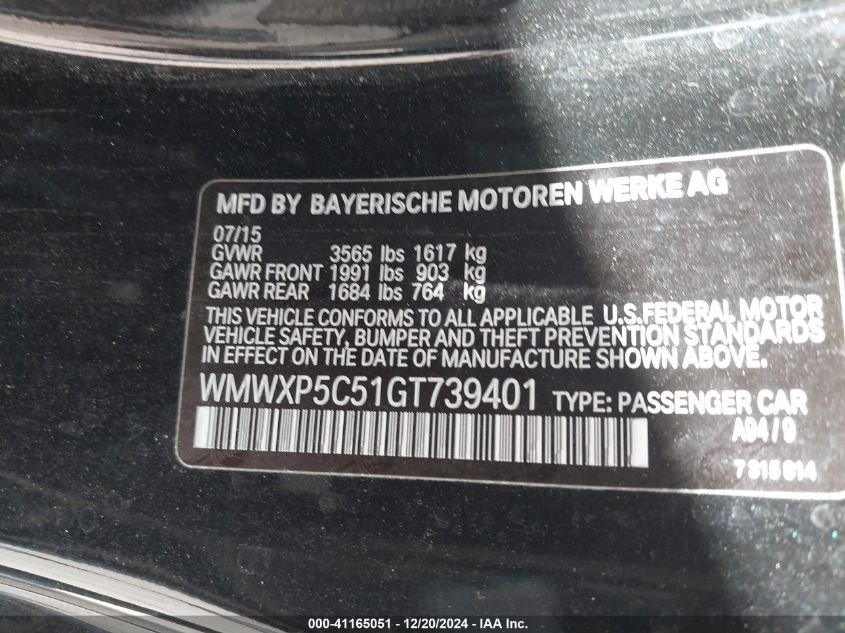 MFD BY BAYERISCHE MOTOREN WERKE AG
07/15
GVWR 3565 lbs 1617 kg
GAWR FRONT 1991 lbs 903 kg
GAWR REAR 1684 lbs 764 kg
THIS VEHICLE CONFORMS TO ALL APPLICABLE U.S.FEDERAL MOTOR
VEHICLE SAFETY, BUMPER AND THEFT PREVENTION STANDARDS
IN EFFECT ON THE DATE OF MANUFACTURE SHOWN ABOVE.
WMWXP5C51GT739401 TYPE: PASSENGER CAR
A94/9
7315814
000-41165051 - 12/20/2024 - IAA Inc.